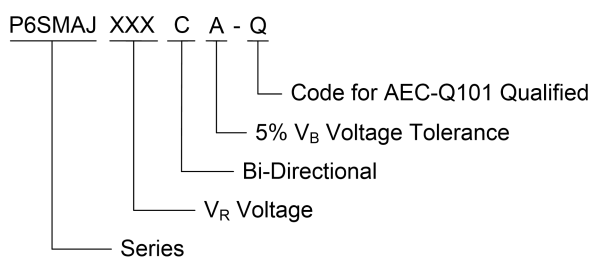 P6SMAJ XXX C A - Q
Code for AEC-Q101 Qualified
5% VB Voltage Tolerance
Bi-Directional
VR Voltage
Series